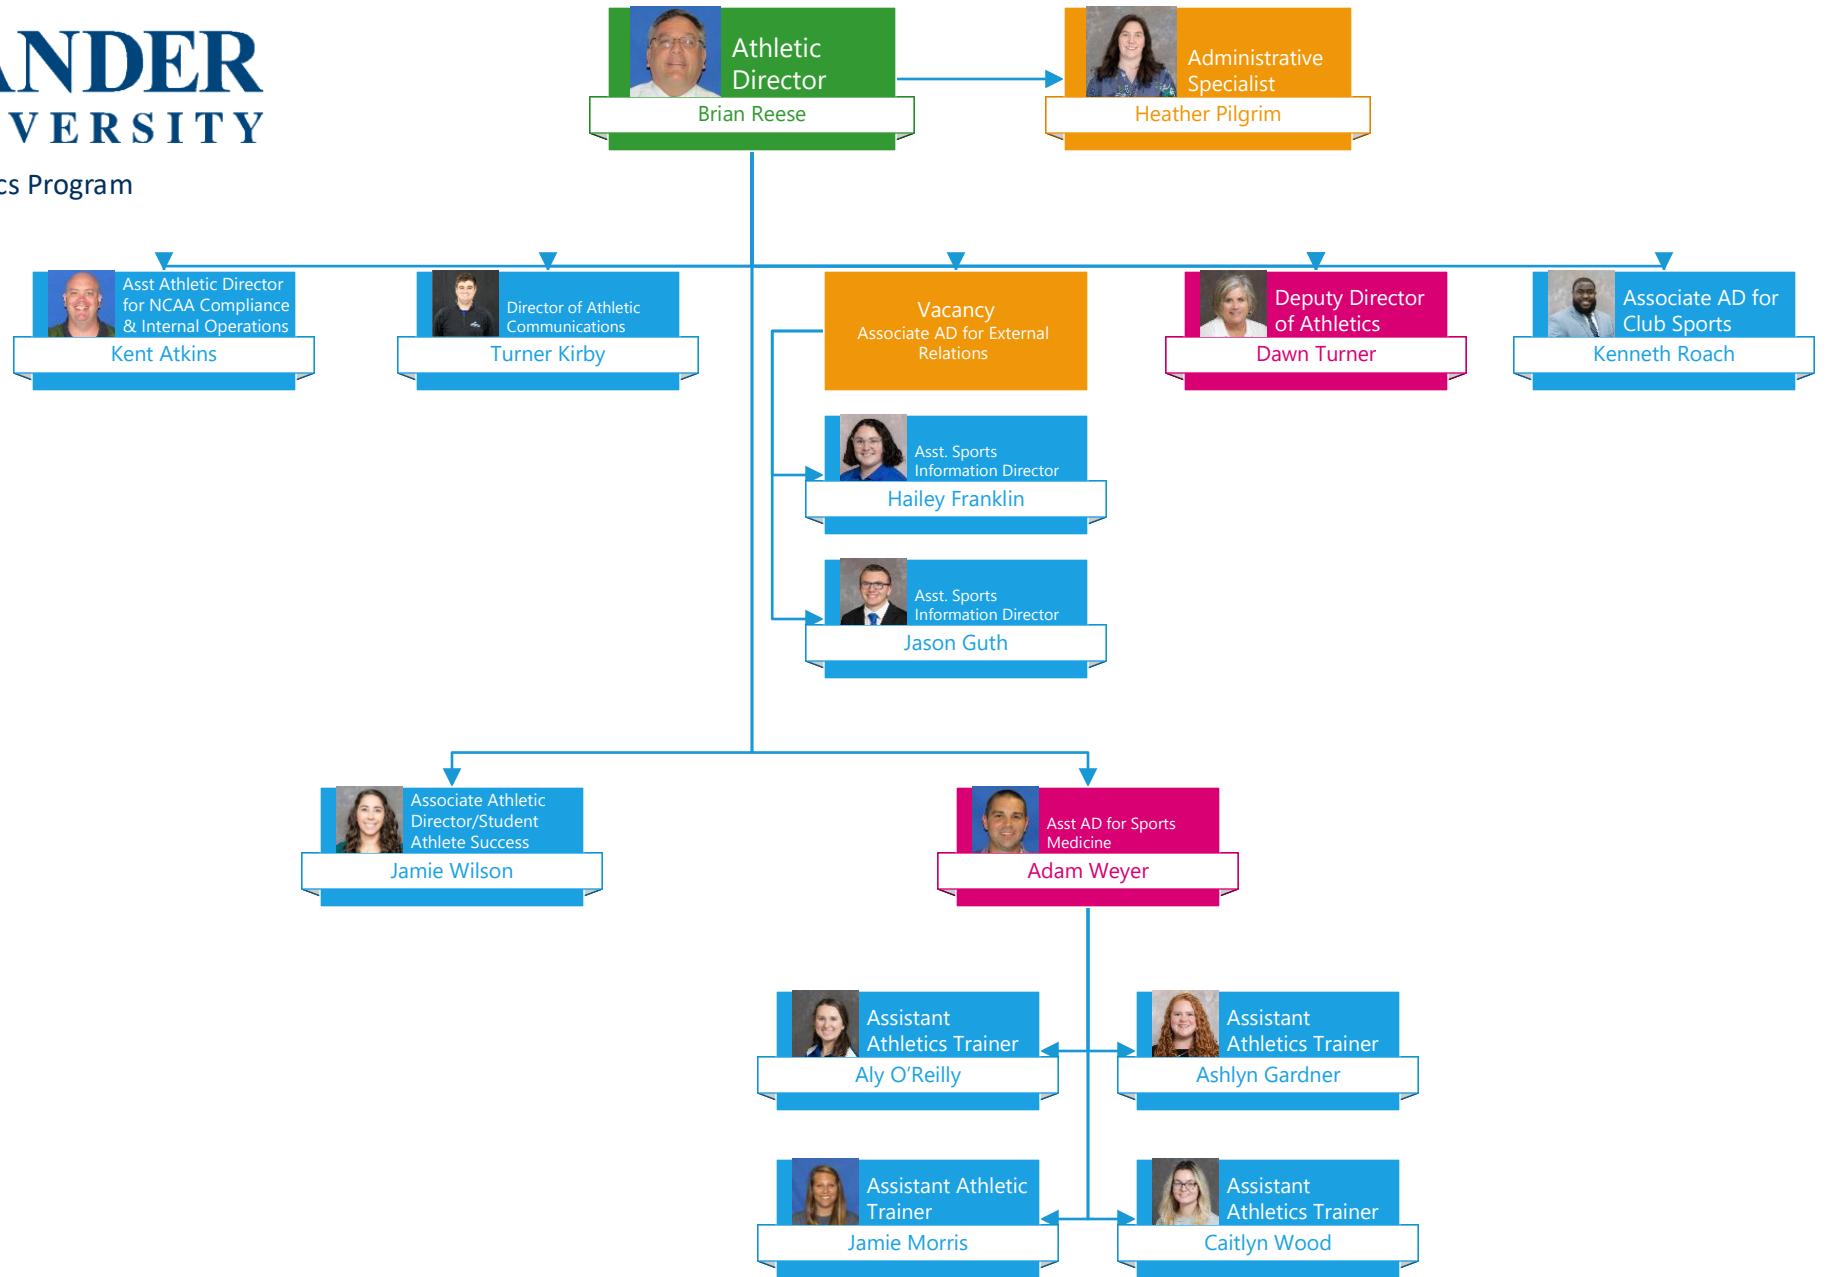 ANDER
VERSITY
cs Program
Athletic
Director
Brian Reese
Administrative
Specialist
Heather Pilgrim
Asst Athletic Director
for NCAA Compliance
& Internal Operations
Kent Atkins
Director of Athletic
Communications
Turner Kirby
Vacancy
Associate AD for External
Relations
Deputy Director
of Athletics
Dawn Turner
Associate AD for
Club Sports
Kenneth Roach
Asst. Sports
Information Director
Hailey Franklin
Asst. Sports
Information Director
Jason Guth
Associate Athletic
Director/Student
Athlete Success
Jamie Wilson
Asst AD for Sports
Medicine
Adam Weyer
Assistant
Athletics Trainer
Aly O’Reilly
Assistant
Athletics Trainer
Ashlyn Gardner
Assistant Athletic
Trainer
Jamie Morris
Assistant
Athletics Trainer
Caitlyn Wood